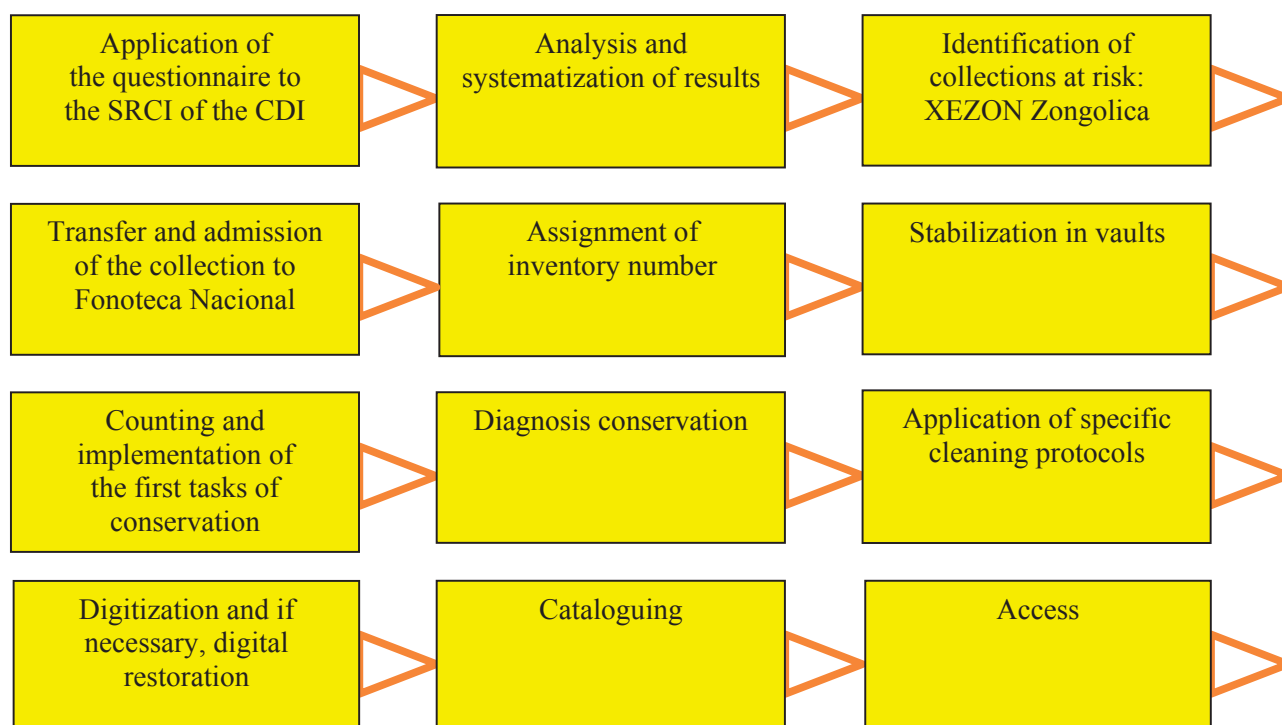 Application of
the questionnaire to
the SRCI of the CDI
Analysis and
systematization of results
Identification of
collections at risk:
XEZON Zongolica
Transfer and admission
of the collection to
Fonoteca Nacional
Assignment of
inventory number
Stabilization in vaults
Counting and
implementation of
the first tasks of
conservation
Diagnosis conservation
Application of specific
cleaning protocols
Digitization and if
necessary, digital
restoration
Cataloguing
Access